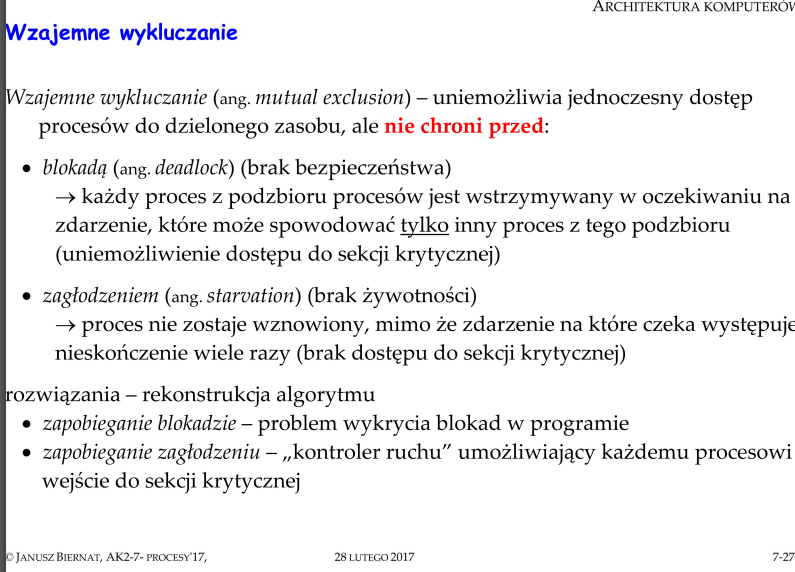 ARCHITEKTURA KOMPUTERÓW
Wzajemne wykluczanie
Wzajemne wykluczanie (ang. mutual exclusion) – uniemożliwia jednoczesny dostęp
procesów do dzielonego zasobu, ale nie chroni przed:
• blokadą (ang. deadlock) (brak bezpieczeństwa)
→ każdy proces z podzbioru procesów jest wstrzymywany w oczekiwaniu na
zdarzenie, które może spowodować tylko inny proces z tego podzbioru
(uniemożliwienie dostępu do sekcji krytycznej)
• zagłodzeniem (ang. starvation) (brak żywotności)
→ proces nie zostaje wznowiony, mimo że zdarzenie na które czeka występuje
nieskończenie wiele razy (brak dostępu do sekcji krytycznej)
rozwiązania – rekonstrukcja algorytmu
• zapobieganie blokadzie – problem wykrycia blokad w programie
• zapobieganie zagłodzeniu – „kontroler ruchu” umożliwiający każdemu procesowi
wejście do sekcji krytycznej
© JANUSZ BIERNAT, AK2-7- PROCESY'17, 28 LUTEGO 2017 7-27